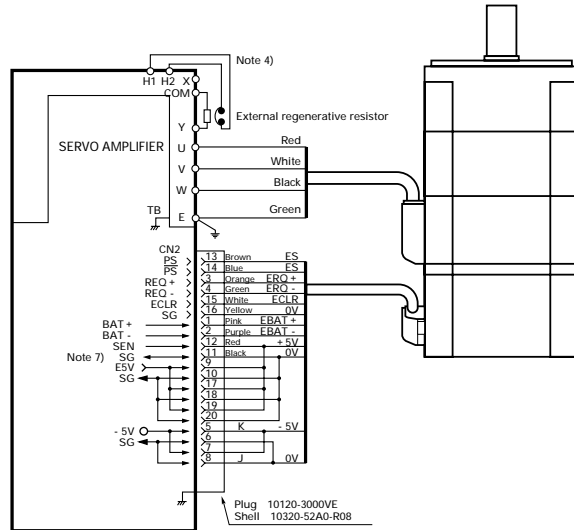 Note 4)
H1 H2 X
COM
External regenerative resistor
Y
Red
SERVO AMPLIFIER
U
White
V
Black
W
Green
TB
E
CN2
PS 13 Brown ES
PS 14 Blue ES
REQ + 3 Orange ERQ +
REQ - 4 Green ERQ -
ECLR 15 White ECLR
SG 16 Yellow 0V
BAT + 1 Pink EBAT +
BAT - 2 Purple EBAT -
SEN 12 Red +5V
Note 7) SG 11 Black 0V
E5V 9
SG 10
17
18
19
20
- 5V 5 K - 5V
SG 6
7
8 J 0V
Plug 10120-3000VE
Shell 10320-52A0-R08